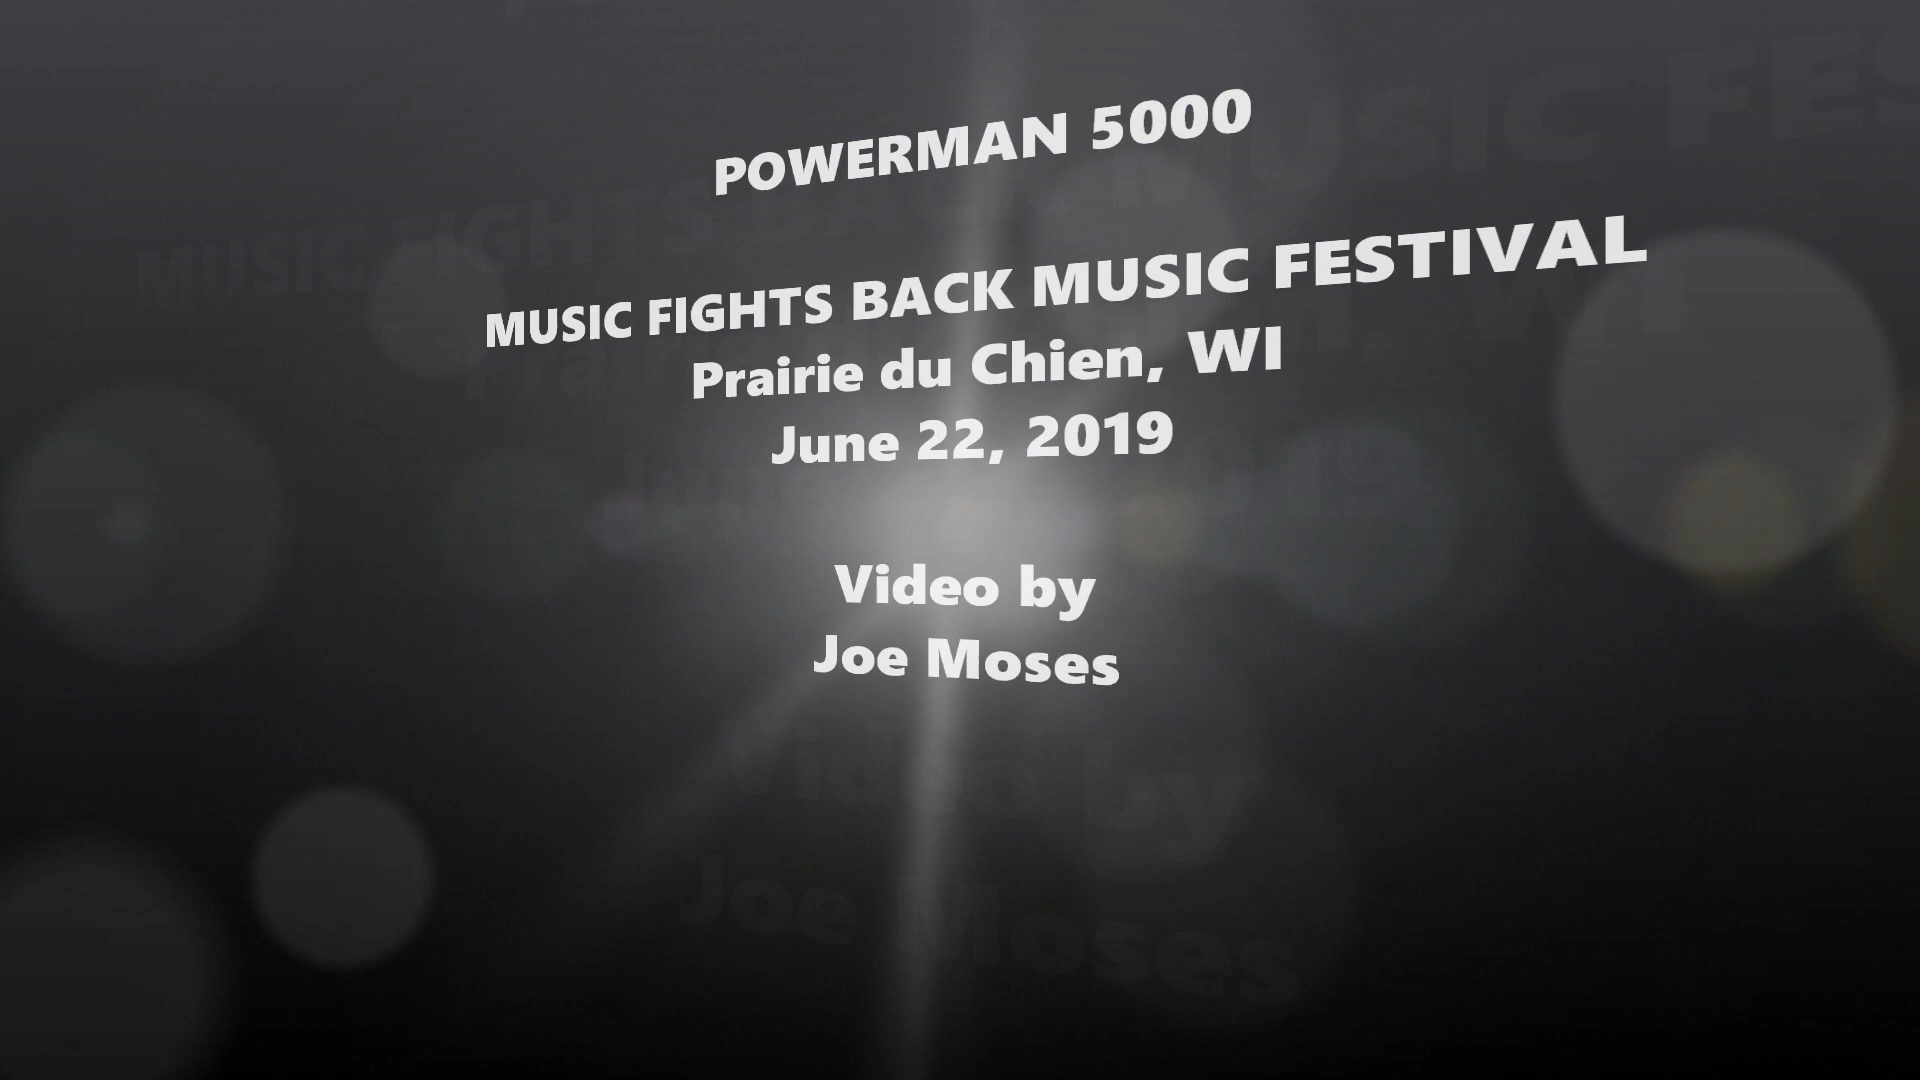 POWERMAN 5000
MUSIC FIGHTS BACK MUSIC FESTIVAL
Prairie du Chien, WI
June 22, 2019
Video by
Joe Moses